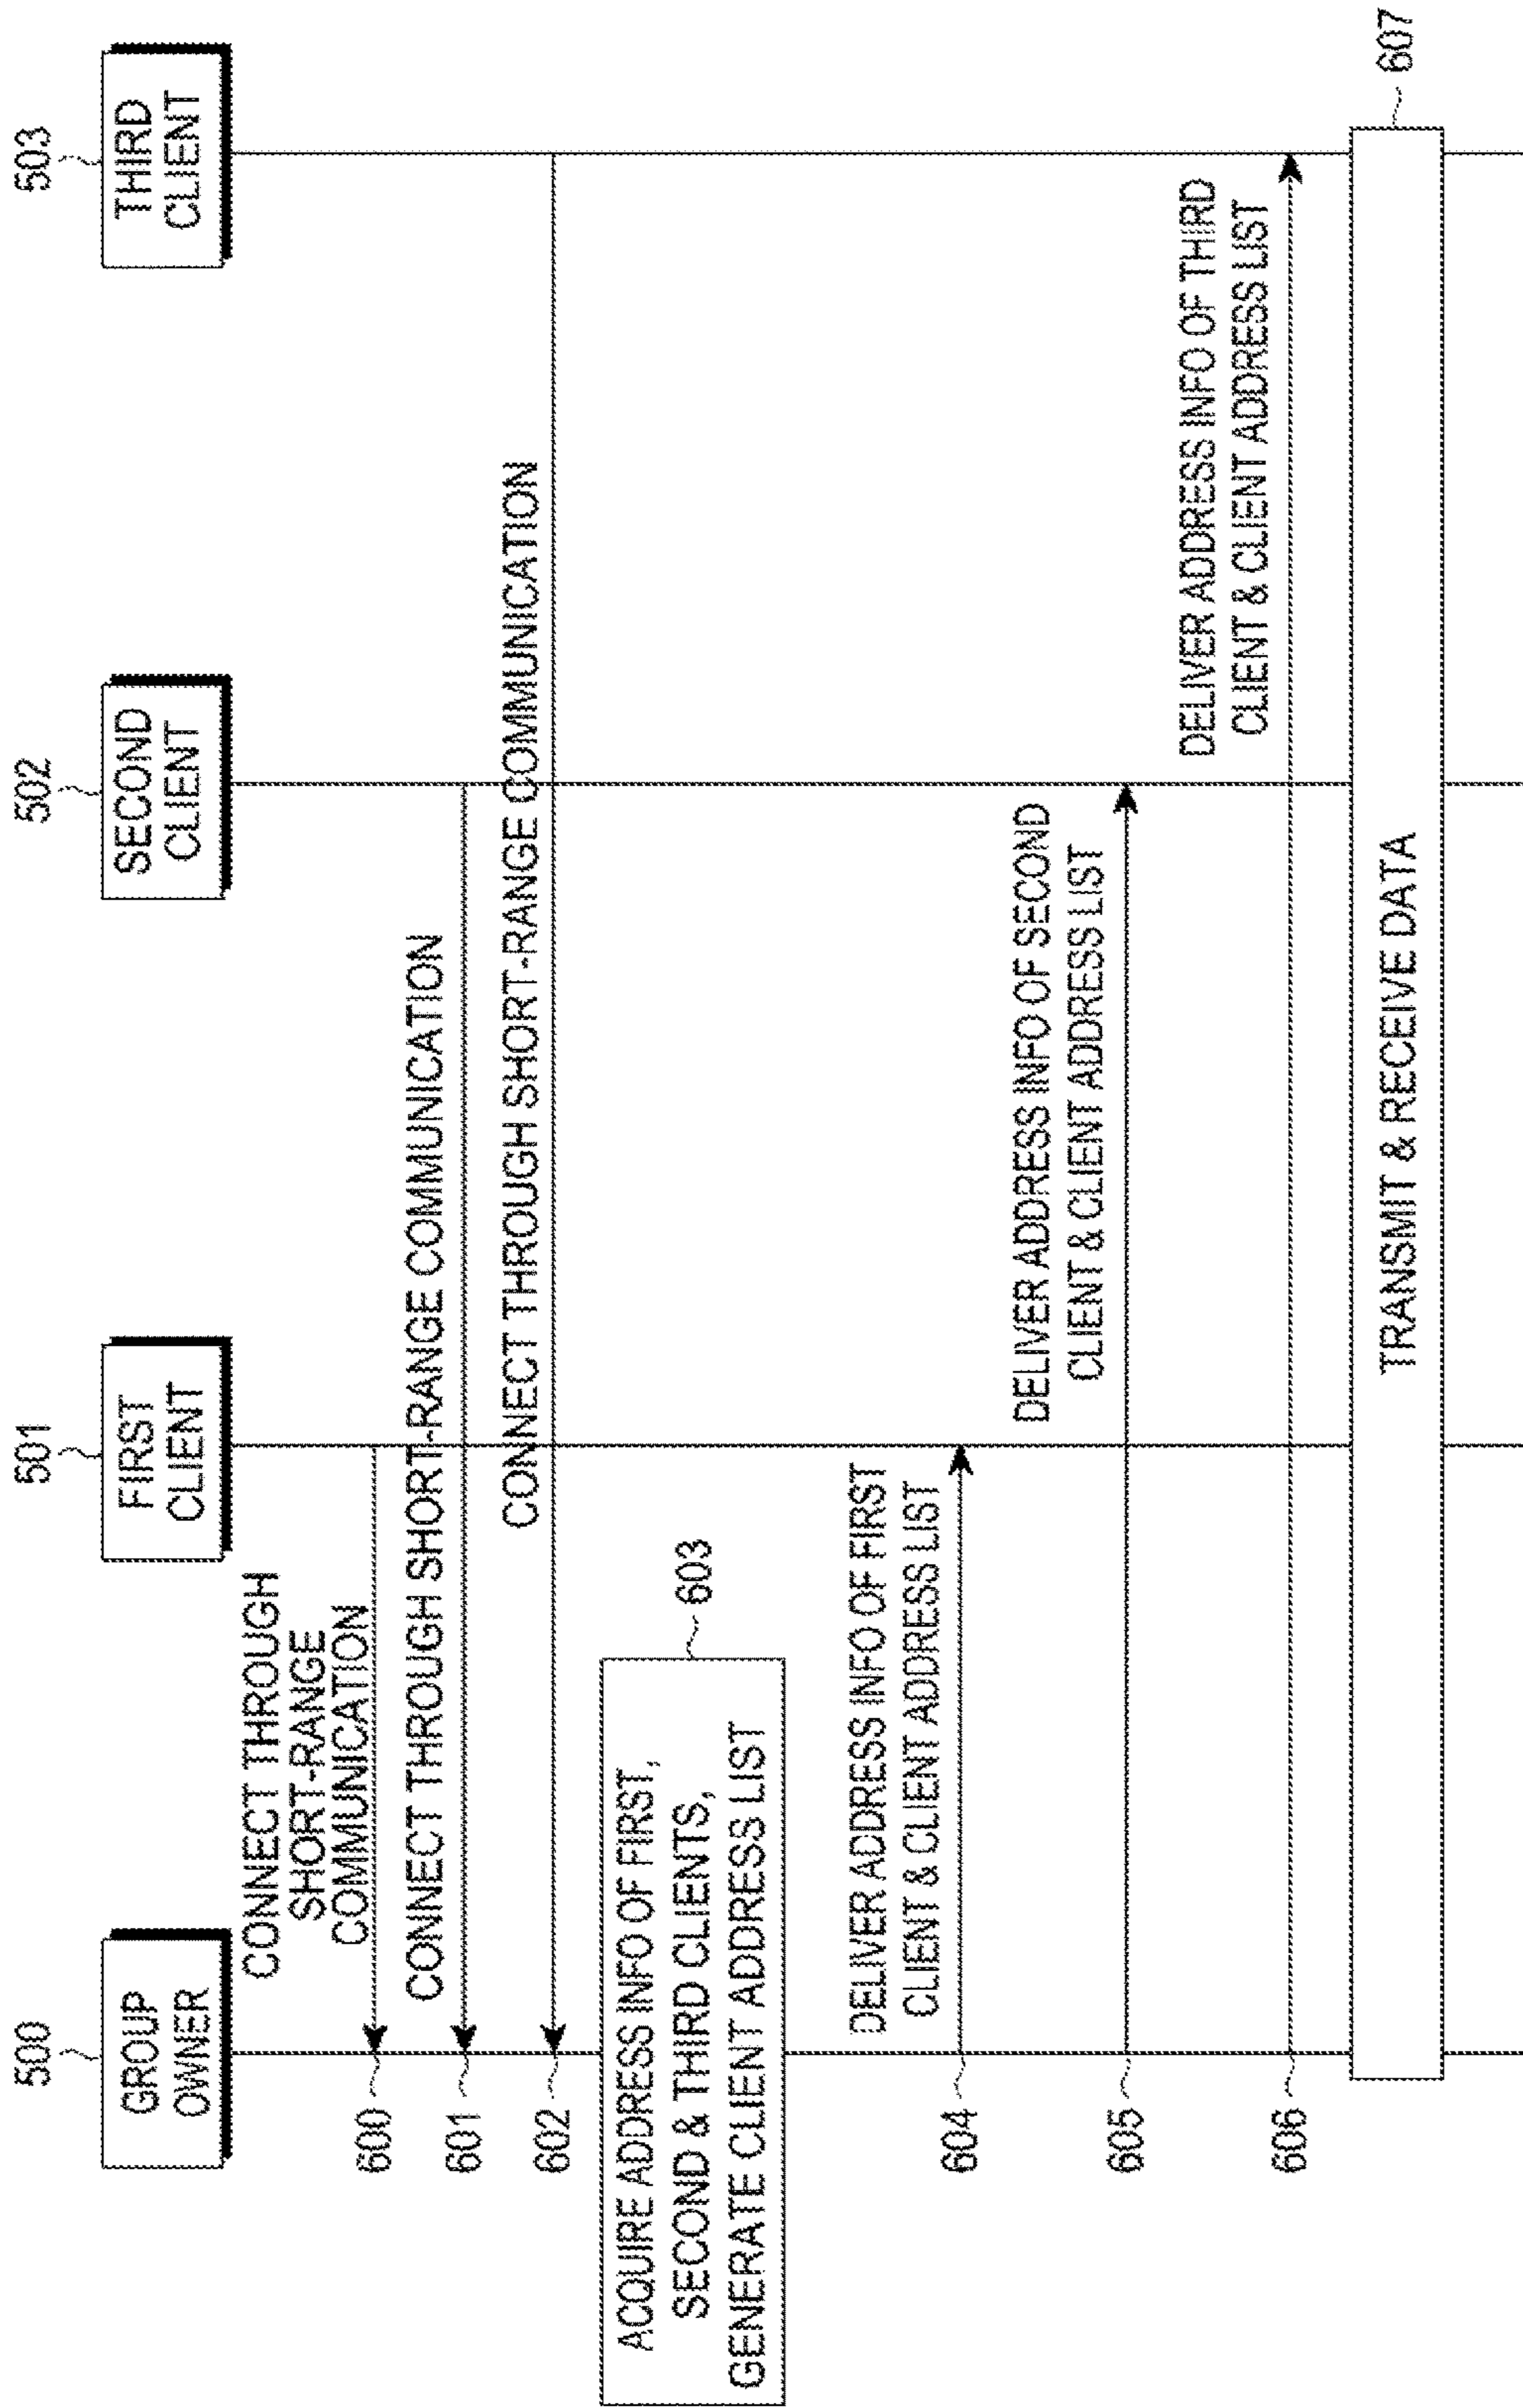 500
501
502
503
GROUP
OWNER
FIRST
CLIENT
SECOND
CLIENT
THIRD
CLIENT
CONNECT THROUGH
SHORT-RANGE
COMMUNICATION
600
CONNECT THROUGH SHORT-RANGE COMMUNICATION
601
CONNECT THROUGH SHORT-RANGE COMMUNICATION
602
ACQUIRE ADDRESS INFO OF FIRST,
SECOND & THIRD CLIENTS,
GENERATE CLIENT ADDRESS LIST
603
DELIVER ADDRESS INFO OF FIRST
CLIENT & CLIENT ADDRESS LIST
604
DELIVER ADDRESS INFO OF SECOND
CLIENT & CLIENT ADDRESS LIST
605
DELIVER ADDRESS INFO OF THIRD
CLIENT & CLIENT ADDRESS LIST
606
TRANSMIT & RECEIVE DATA
607